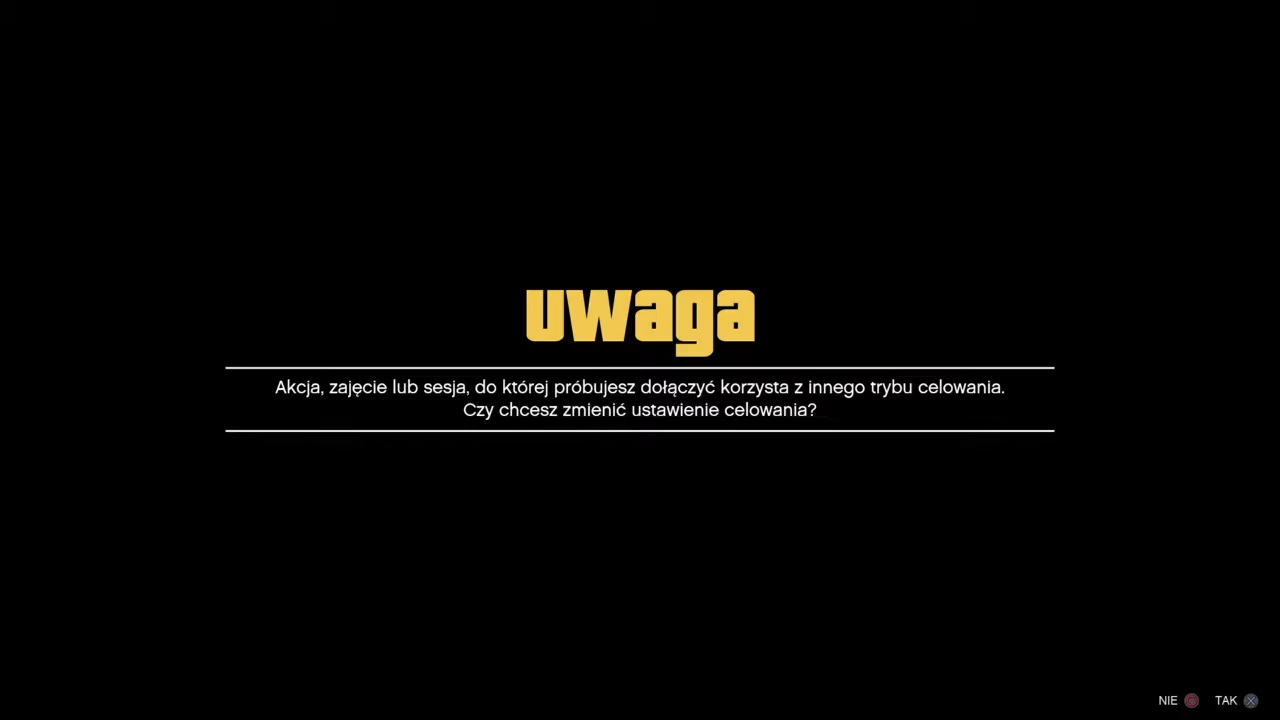 uwaga
Akcja, zajęcie lub sesja, do której próbujesz dołączyć korzysta z innego trybu celowania.
Czy chcesz zmienić ustawienie celowania?
NIE TAK